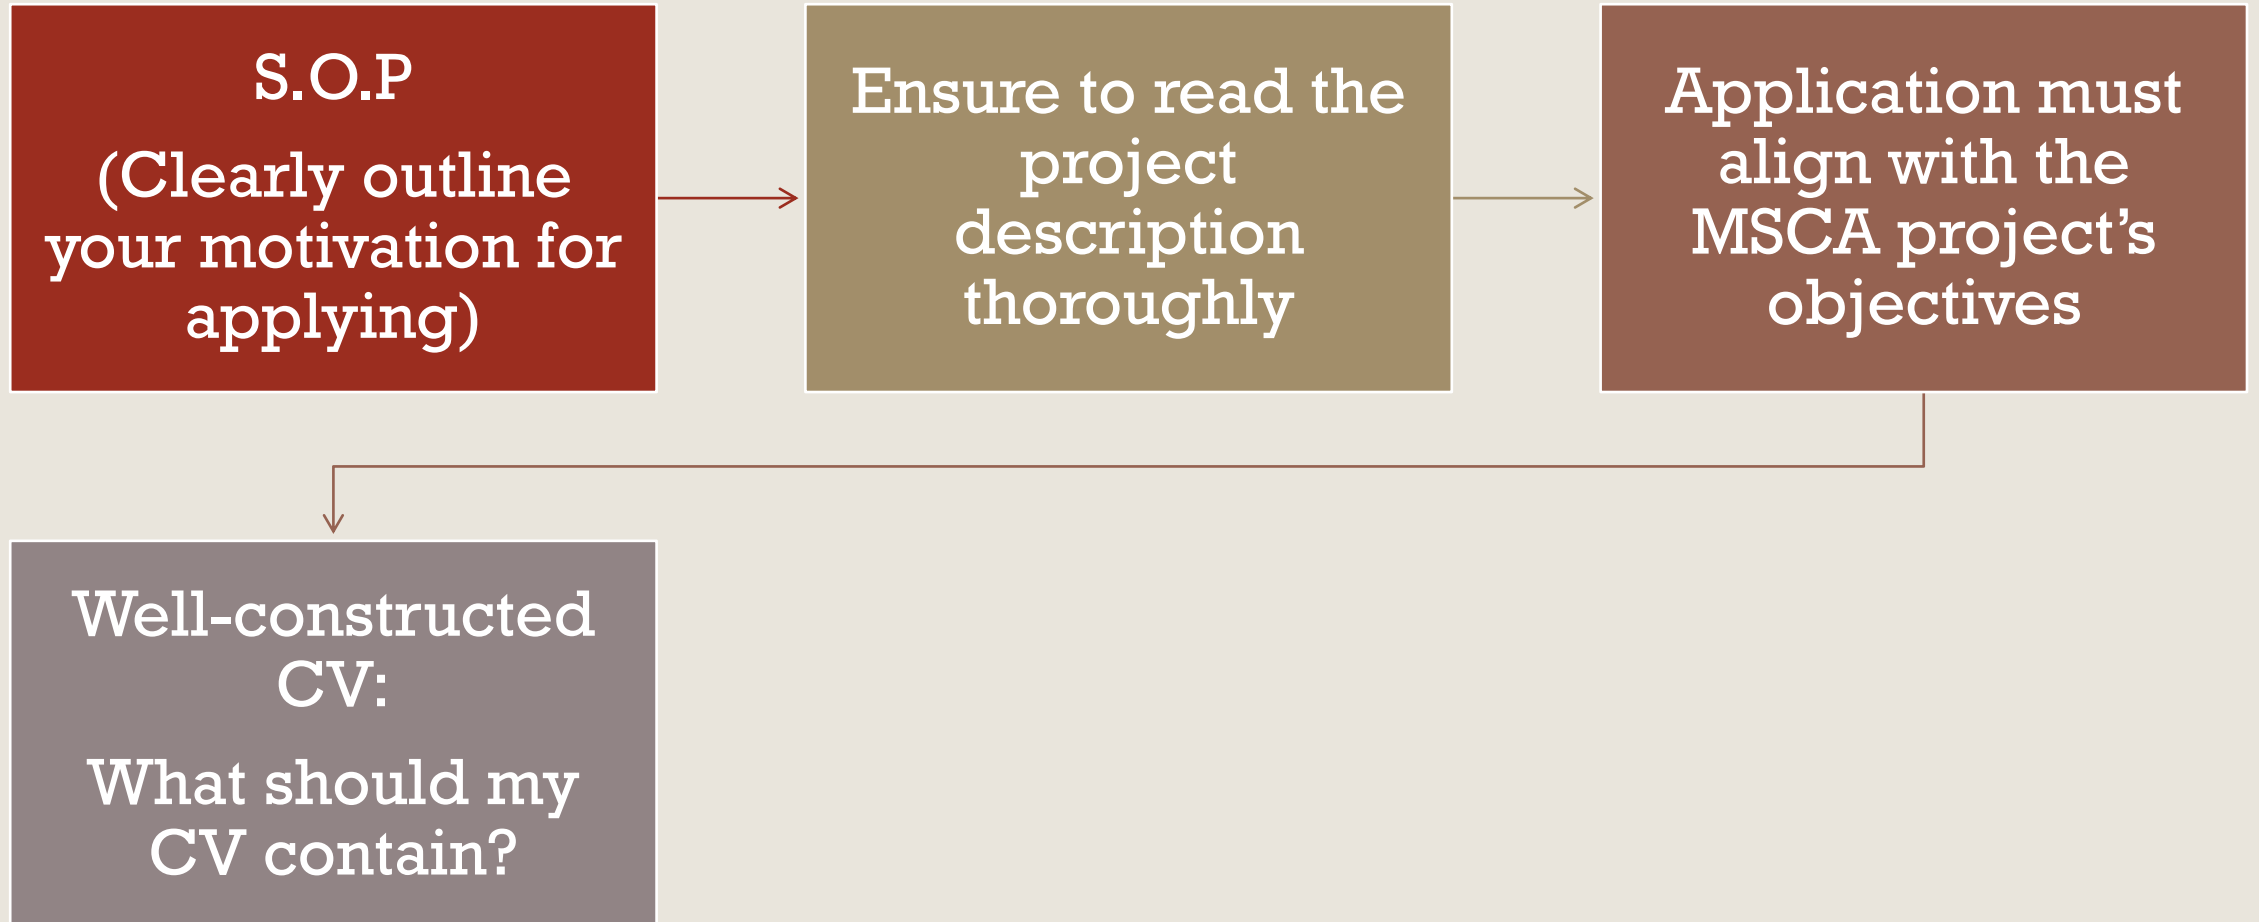 S.O.P
(Clearly outline
your motivation for
applying)
Ensure to read the
project
description
thoroughly
Application must
align with the
MSCA project’s
objectives
Well-constructed
CV:
What should my
CV contain?